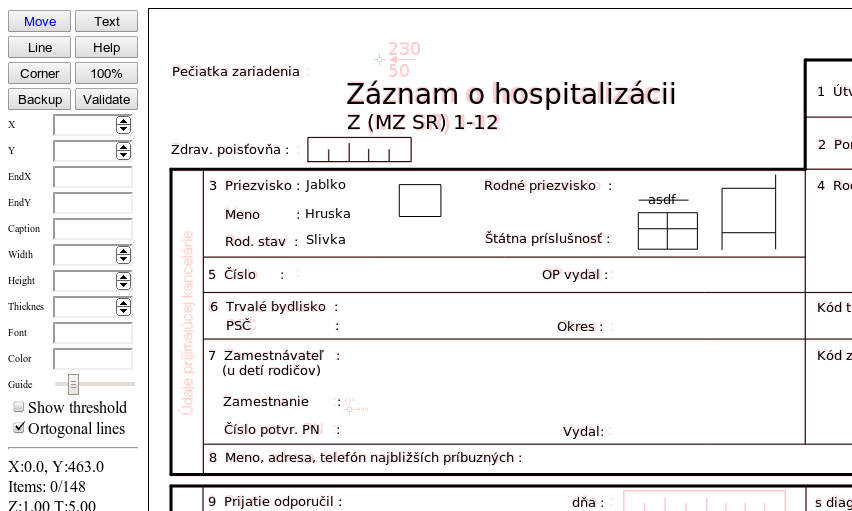 Move Text
Line Help
Corner 100%
Backup Validate
X
Y
EndX
EndY
Caption
Width
Height
Thicknes
Font
Color
Guide
Show threshold
Ortogonal lines
X:0.0, Y:463.0
Items: 0/148
Z:1.00 T:5.00
230
50
Pečiatka zariadenia
Záznam o hospitalizácii
Z (MZ SR) 1-12
Zdrav. poisťovňa :
1 Útv
2 Por
Údaje prijímajúcej kancelárie
3 Priezvisko : Jablko Rodné priezvisko :
asdf
4 Roc
Meno : Hruska
Rod. stav : Slivka Štátna príslušnosť :
5 Číslo : OP vydal :
6 Trvalé bydlisko : Kód t
PSČ : Okres :
7 Zamestnávateľ : Kód z
(u detí rodičov)
Zamestnanie :
Číslo potvr. PN : Vydal:
8 Meno, adresa, telefón najbližších príbuzných :
9 Prijatie odporučil : dňa : s diag